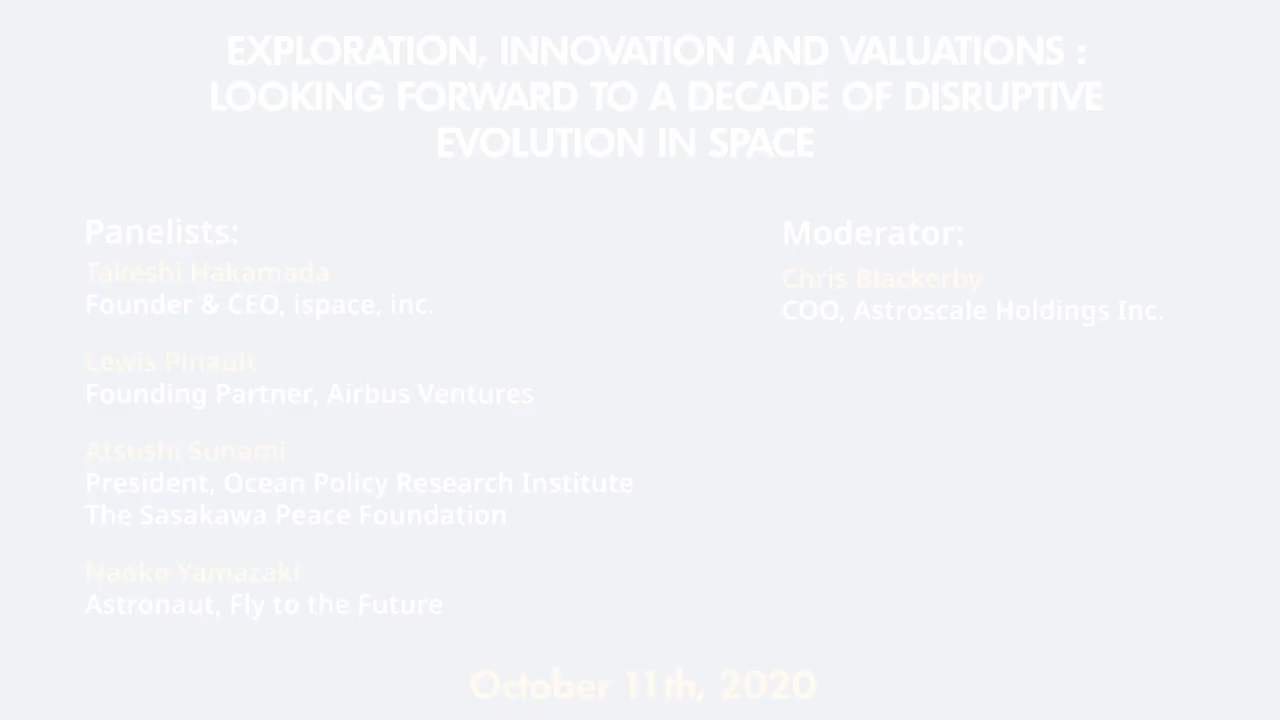 EXPLORATION, INNOVATION AND VALUATIONS :
LOOKING FORWARD TO A DECADE OF DISRUPTIVE
EVOLUTION IN SPACE
Panelists:
Takeshi Hakamada
Founder & CEO, ispace, inc.
Lewis Pinault
Founding Partner, Airbus Ventures
Atsushi Sunami
President, Ocean Policy Research Institute
The Sasakawa Peace Foundation
Naoko Yamazaki
Astronaut, Fly to the Future
Moderator:
Chris Blackerby
COO, Astroscale Holdings Inc.
October 11th, 2020